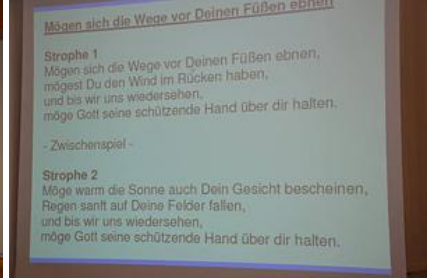 Mögen sich die Wege vor Deinen Füßen ebnen
Strophe 1
Mögen sich die Wege vor Deinen Füßen ebnen,
mögest Du den Wind im Rücken haben,
und bis wir uns wiedersehen,
möge Gott seine schützende Hand über dir halten.
- Zwischenspiel -
Strophe 2
Möge warm die Sonne auch Dein Gesicht bescheinen,
Regen sanft auf Deine Felder fallen,
und bis wir uns wiedersehen,
möge Gott seine schützende Hand über dir halten.